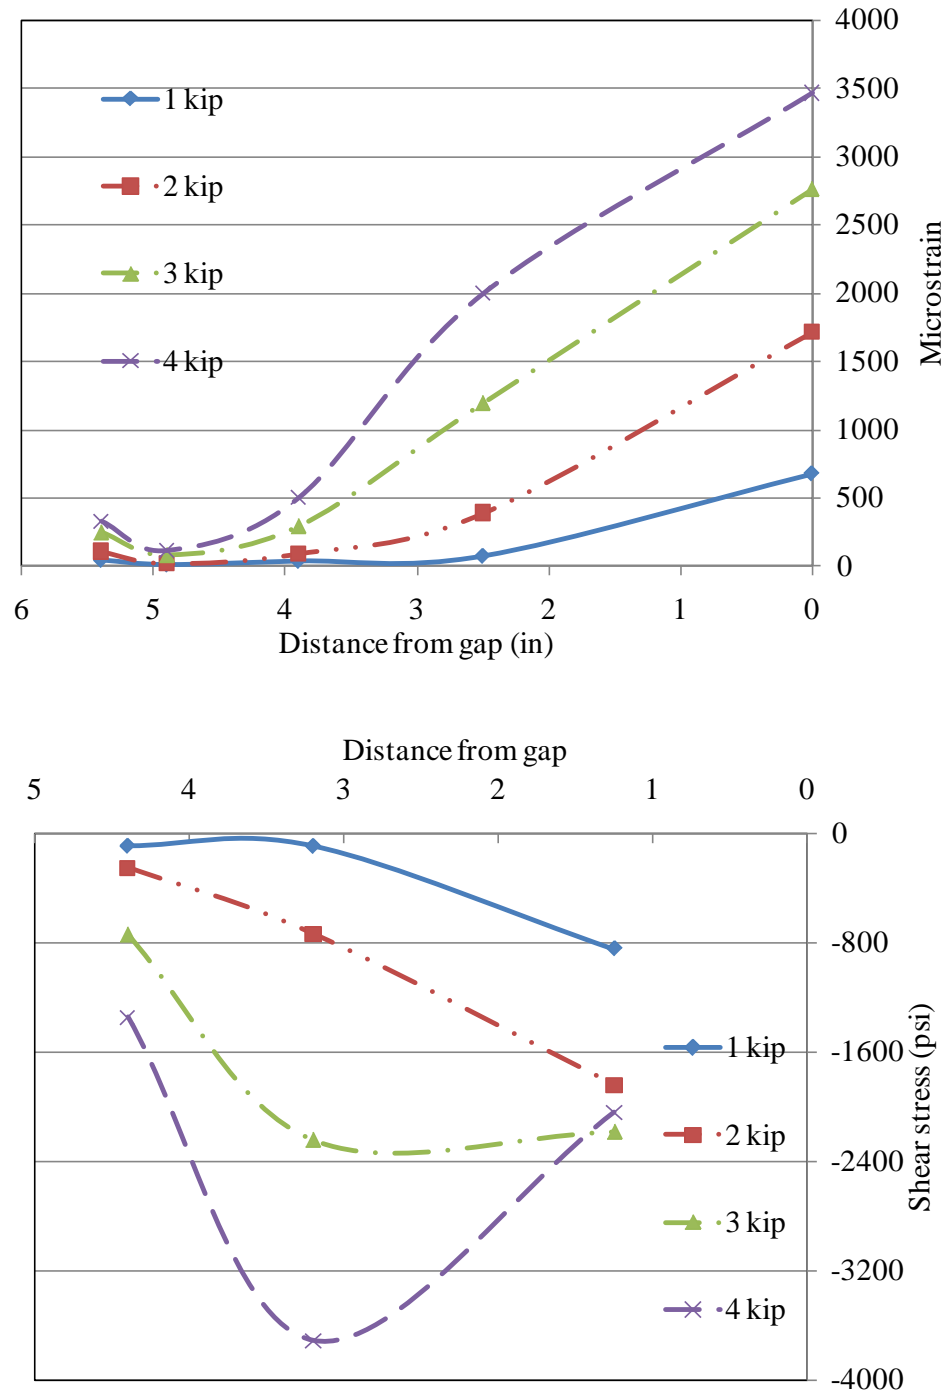 4000
3500
3000
2500
2000
1500
1000
500
0
Microstrain
1 kip
2 kip
3 kip
4 kip
6 5 4 3 2 1 0
Distance from gap (in)
Distance from gap
5 4 3 2 1 0
0
-800
-1600
-2400
-3200
-4000
Shear stress (psi)
1 kip
2 kip
3 kip
4 kip